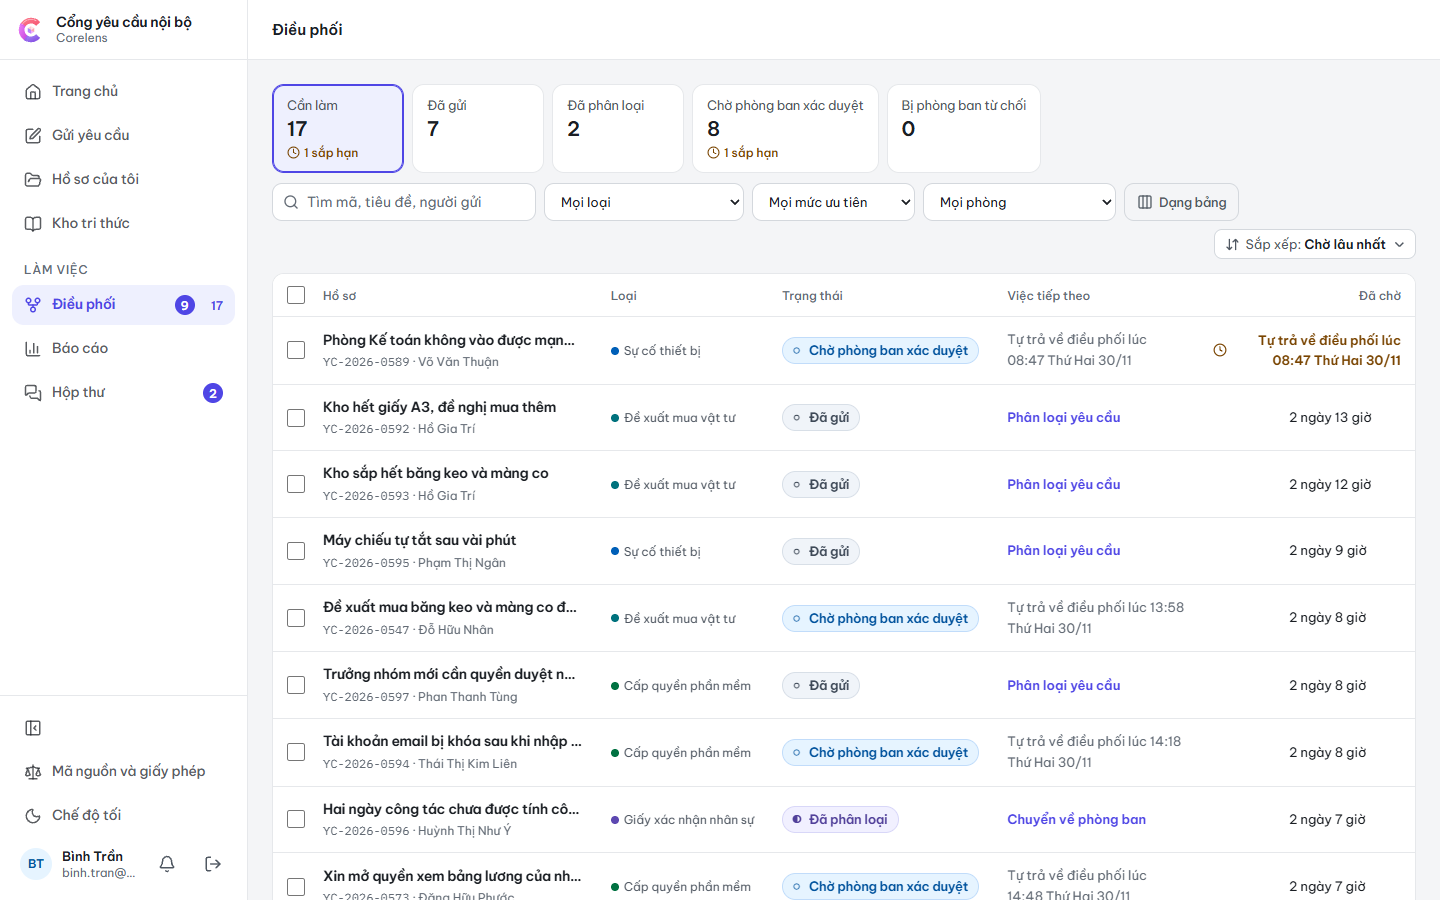 Cổng yêu cầu nội bộ
Corelens
Trang chủ
Gửi yêu cầu
Hồ sơ của tôi
Kho tri thức
LÀM VIỆC
Điều phối 9 17
Báo cáo
Hộp thư 2
Mã nguồn và giấy phép
Chế độ tối
BT Bình Trần
binh.tran@...
Điều phối
Cần làm
17
1 sắp hạn
Đã gửi
7
Đã phân loại
2
Chờ phòng ban xác duyệt
8
1 sắp hạn
Bị phòng ban từ chối
0
Tìm mã, tiêu đề, người gửi
Mọi loại
Mọi mức ưu tiên
Mọi phòng
Dạng bảng
Sắp xếp: Chờ lâu nhất
Hồ sơ Loại Trạng thái Việc tiếp theo Đã chờ
Phòng Kế toán không vào được mạn...
YC-2026-0589 · Võ Văn Thuận
Sự cố thiết bị
Chờ phòng ban xác duyệt
Tự trả về điều phối lúc
08:47 Thứ Hai 30/11
Tự trả về điều phối lúc
08:47 Thứ Hai 30/11
Kho hết giấy A3, đề nghị mua thêm
YC-2026-0592 · Hồ Gia Trí
Đề xuất mua vật tư
Đã gửi
Phân loại yêu cầu
2 ngày 13 giờ
Kho sắp hết băng keo và màng co
YC-2026-0593 · Hồ Gia Trí
Đề xuất mua vật tư
Đã gửi
Phân loại yêu cầu
2 ngày 12 giờ
Máy chiếu tự tắt sau vài phút
YC-2026-0595 · Phạm Thị Ngân
Sự cố thiết bị
Đã gửi
Phân loại yêu cầu
2 ngày 9 giờ
Đề xuất mua băng keo và màng co đ...
YC-2026-0547 · Đỗ Hữu Nhân
Đề xuất mua vật tư
Chờ phòng ban xác duyệt
Tự trả về điều phối lúc 13:58
Thứ Hai 30/11
2 ngày 8 giờ
Trưởng nhóm mới cần quyền duyệt n...
YC-2026-0597 · Phan Thanh Tùng
Cấp quyền phần mềm
Đã gửi
Phân loại yêu cầu
2 ngày 8 giờ
Tài khoản email bị khóa sau khi nhập ...
YC-2026-0594 · Thái Thị Kim Liên
Cấp quyền phần mềm
Chờ phòng ban xác duyệt
Tự trả về điều phối lúc 14:18
Thứ Hai 30/11
2 ngày 8 giờ
Hai ngày công tác chưa được tính cô...
YC-2026-0596 · Huỳnh Thị Như Ý
Giấy xác nhận nhân sự
Đã phân loại
Chuyển về phòng ban
2 ngày 7 giờ
Xin mở quyền xem bảng lương của nh...
YC-2026-0573 · Đặng Hữu Phước
Cấp quyền phần mềm
Chờ phòng ban xác duyệt
Tự trả về điều phối lúc
14:48 Thứ Hai 30/11
2 ngày 7 giờ